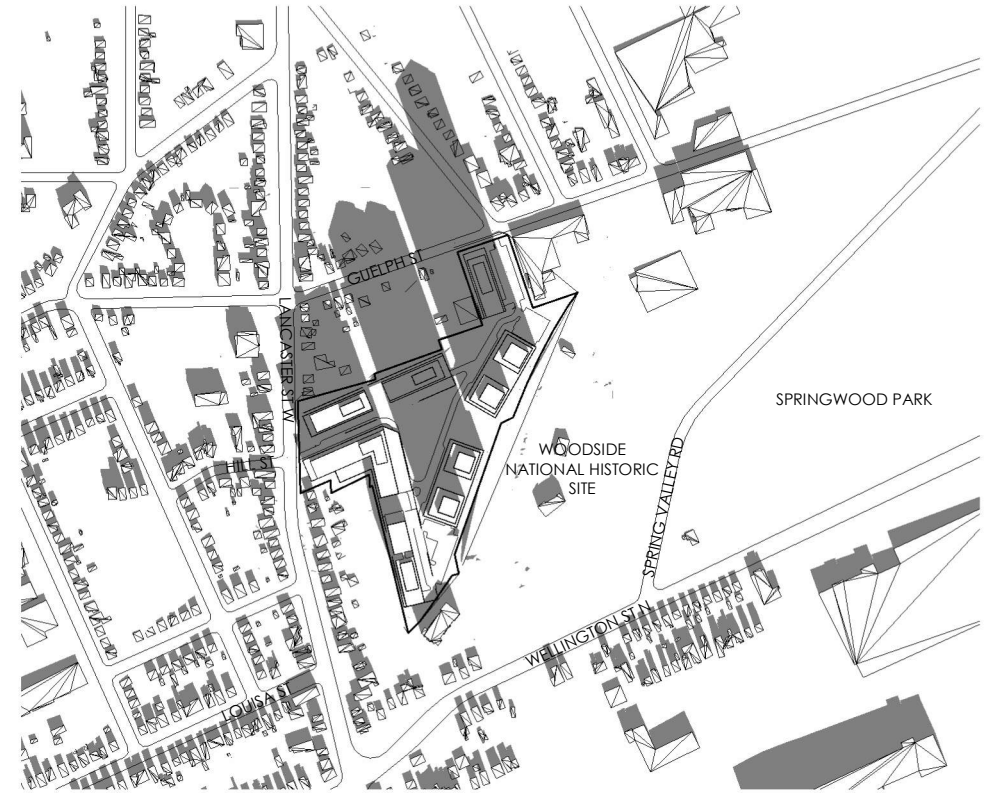 GUELPH ST
LANCASTER ST W
SPRINGWOOD PARK
WOODSIDE
NATIONAL HISTORIC
SITE
HILL ST
SPRING VALLEY RD
WELLINGTON ST N
LOUISA ST